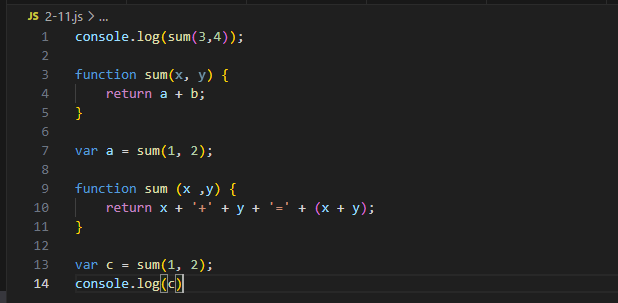 JS 2-11.js > ...
1 console.log(sum(3,4));
2
3 function sum(x, y) {
4     return a + b;
5 }
6
7 var a = sum(1, 2);
8
9 function sum (x ,y) {
10     return x + '+' + y + '=' + (x + y);
11 }
12
13 var c = sum(1, 2);
14 console.log(c)